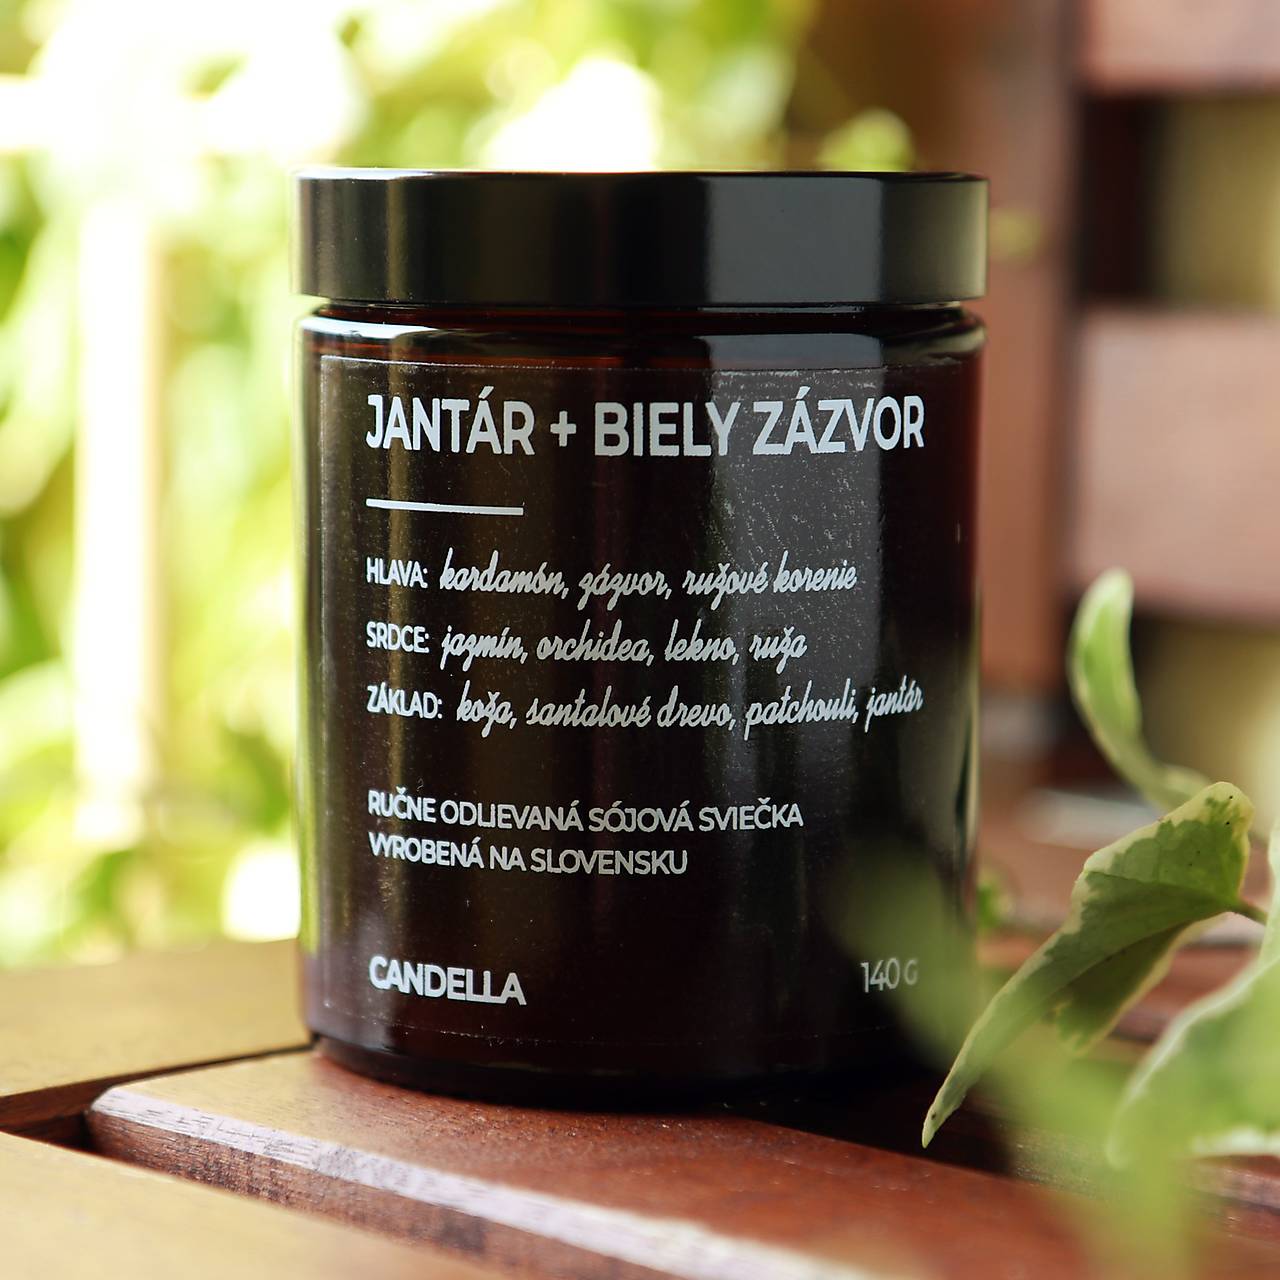 JANTÁR + BIELY ZÁZVOR
HLAVA: kardamón, zázvor, ružové korenie
SRDCE: jazmín, orchidea, lekno, ruža
ZÁKLAD: koža, santalové drevo, patchouli, jantár
RUČNE ODLIEVANÁ SÓJOVÁ SVIEČKA
VYROBENÁ NA SLOVENSKU
CANDELLA 140 G